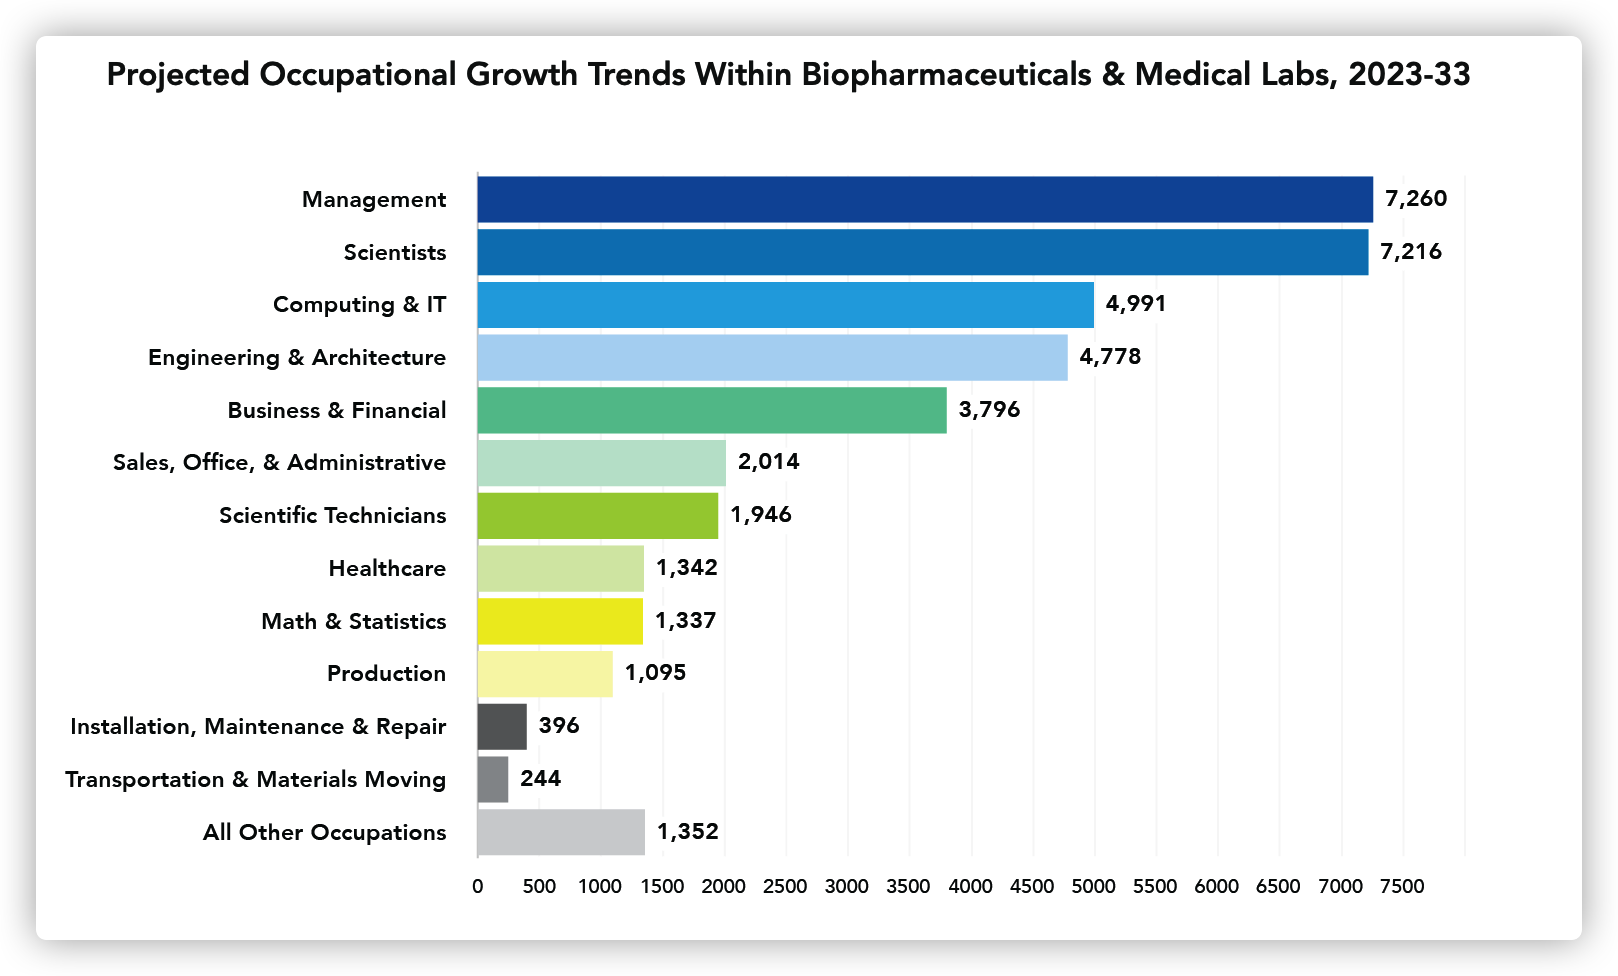 Projected Occupational Growth Trends Within Biopharmaceuticals & Medical Labs, 2023-33
Management 7,260
Scientists 7,216
Computing & IT 4,991
Engineering & Architecture 4,778
Business & Financial 3,796
Sales, Office, & Administrative 2,014
Scientific Technicians 1,946
Healthcare 1,342
Math & Statistics 1,337
Production 1,095
Installation, Maintenance & Repair 396
Transportation & Materials Moving 244
All Other Occupations 1,352
0 500 1000 1500 2000 2500 3000 3500 4000 4500 5000 5500 6000 6500 7000 7500